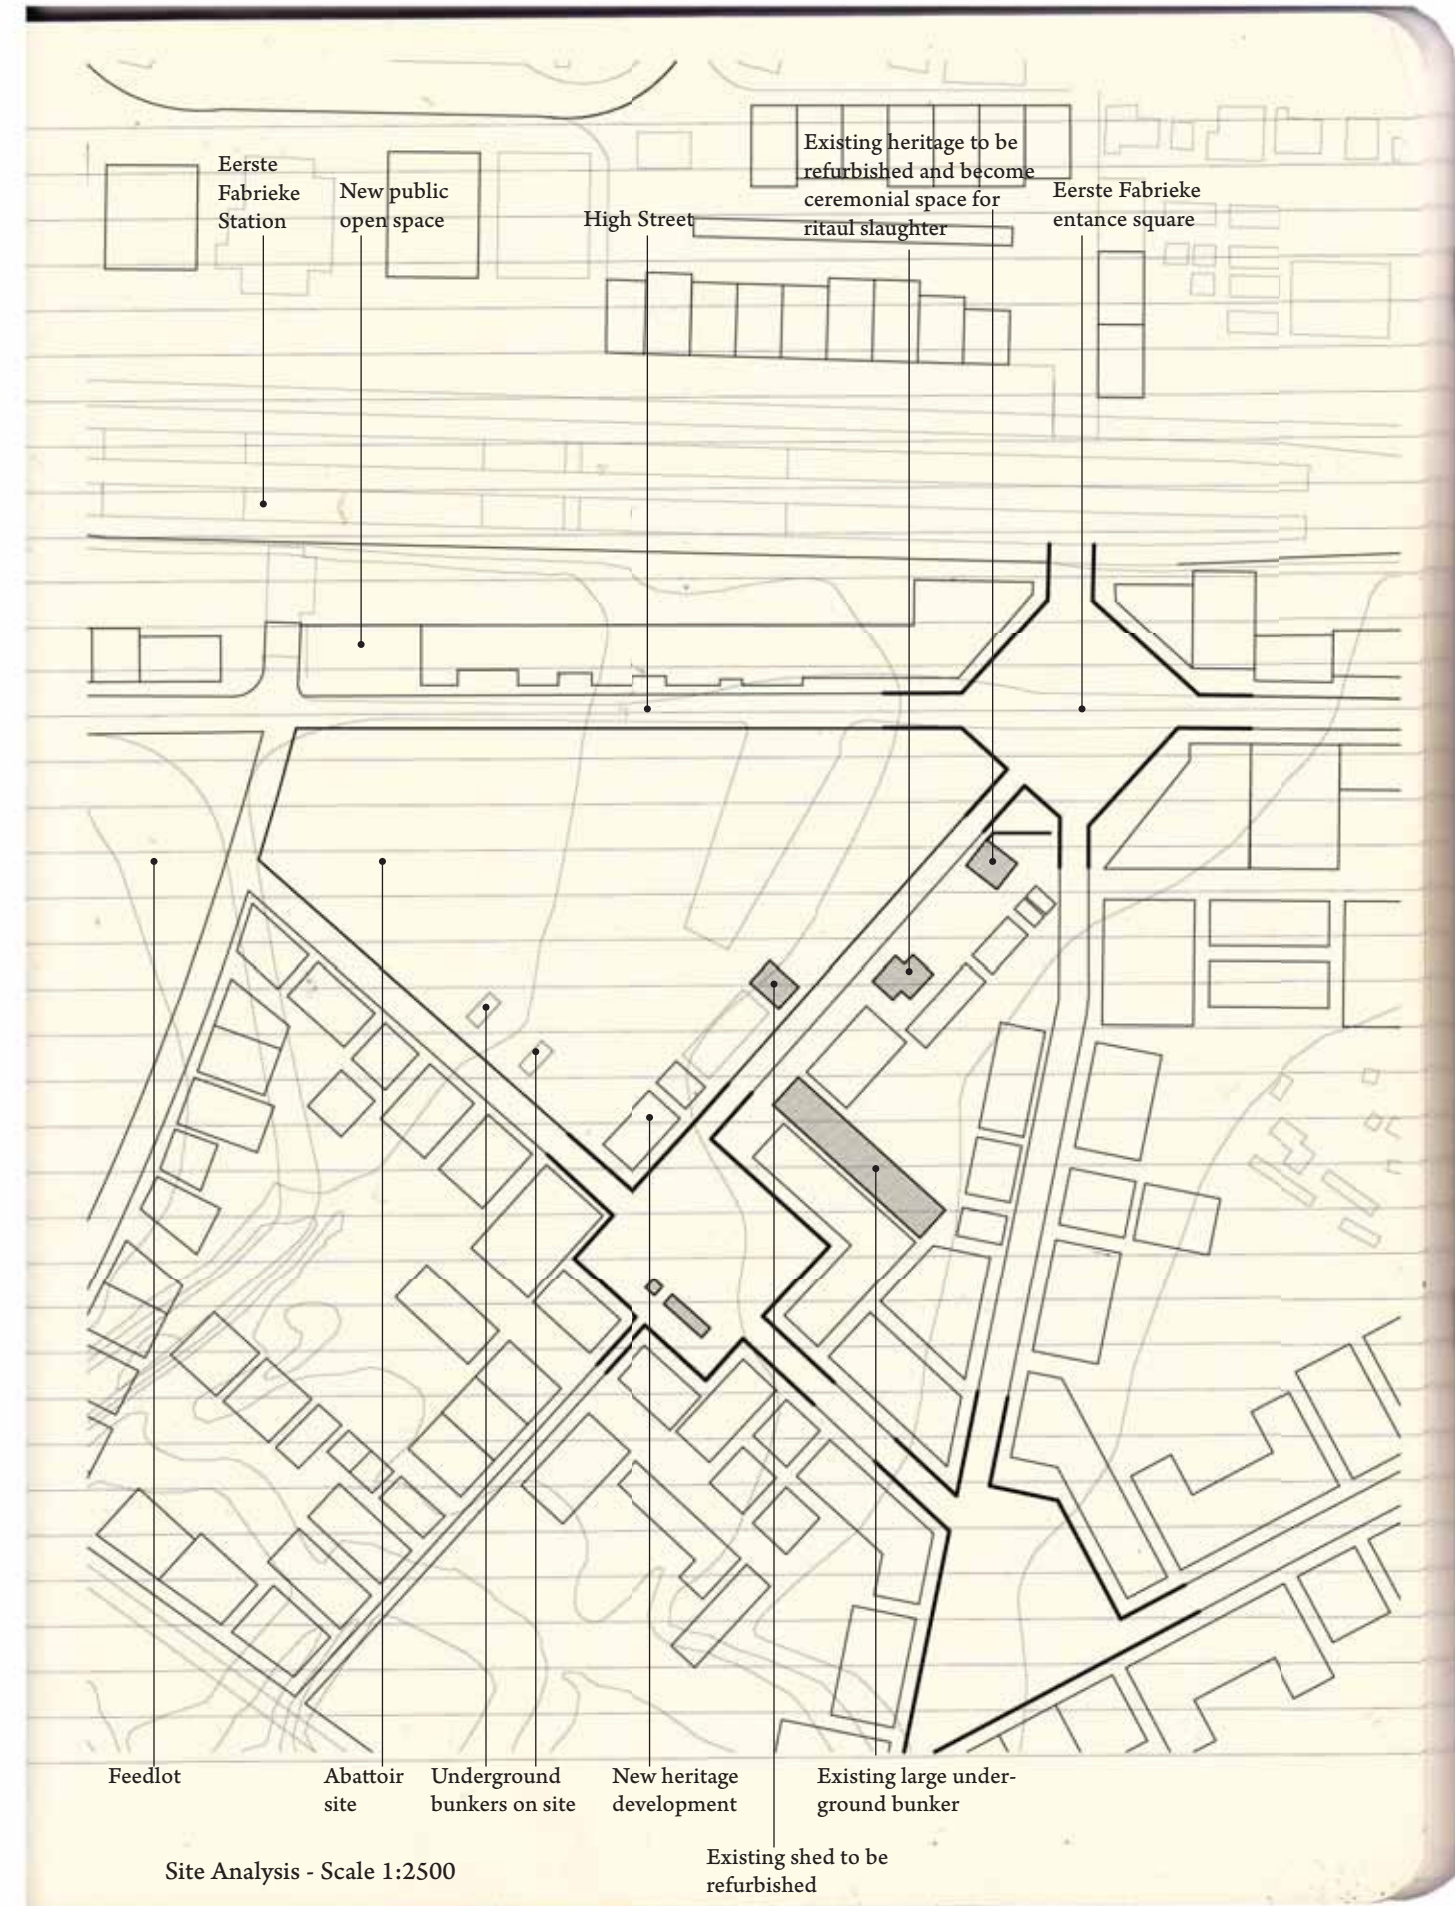 Eerste
Fabrieke
Station
New public
open space
High Street
Existing heritage to be
refurbished and become
ceremonial space for
ritaul slaughter
Eerste Fabrieke
entance square
Feedlot
Abattoir
site
Underground
bunkers on site
New heritage
development
Existing large under-
ground bunker
Existing shed to be
refurbished
Site Analysis - Scale 1:2500